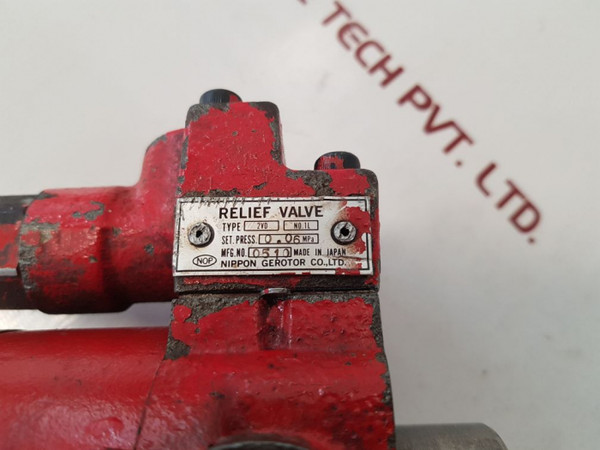 TECH PVT. LTD.
RELIEF VALVE
TYPE 2VD NO.1L
SET.PRESS. 0.06 MPa
MFG.NO. 0510 MADE IN JAPAN
NOP NIPPON GEROTOR CO.,LTD.